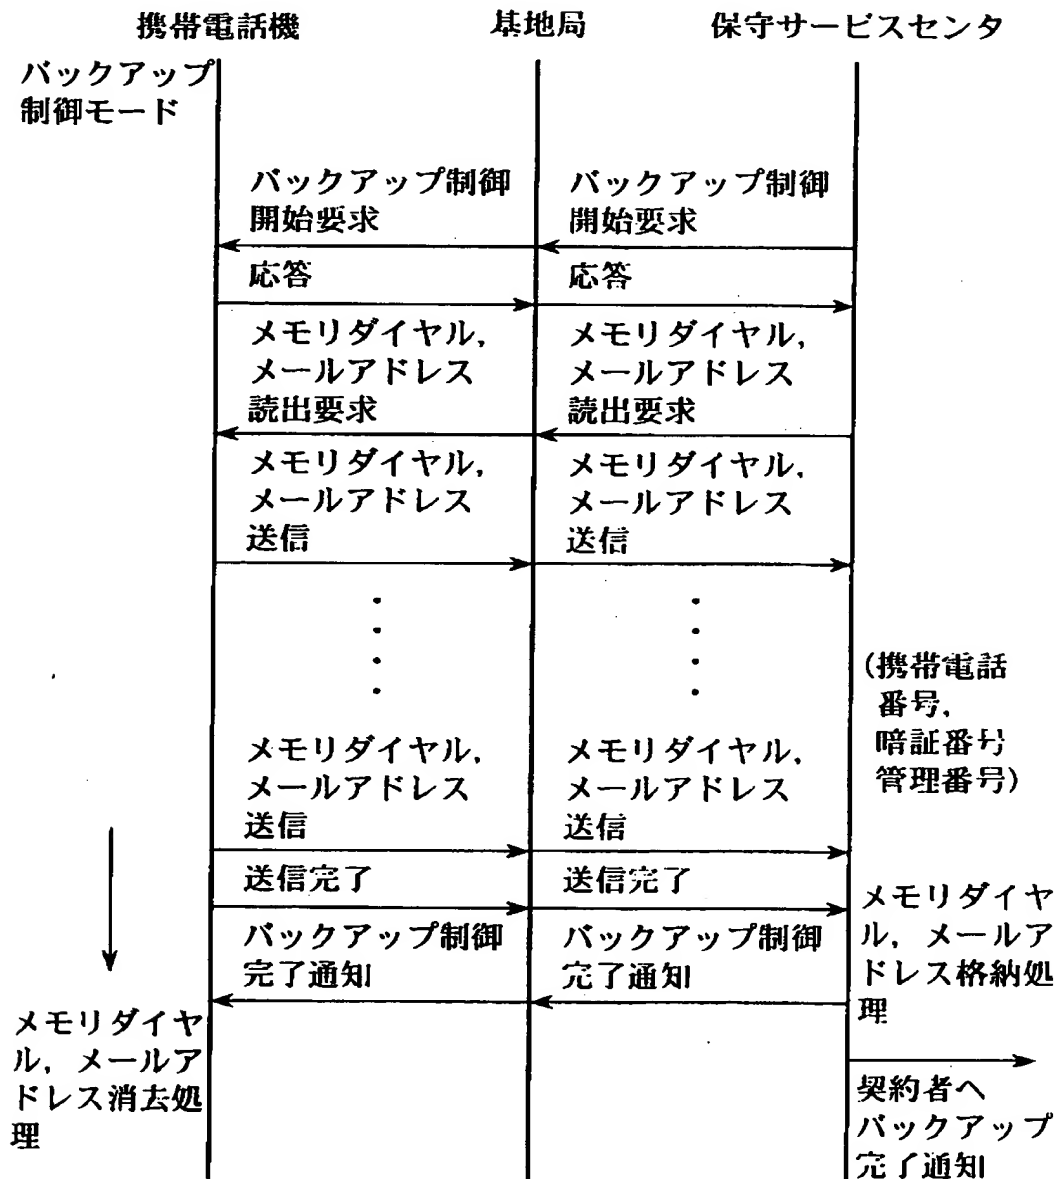 携帯電話機
基地局
保守サービスセンタ
バックアップ
制御モード
バックアップ制御
開始要求
バックアップ制御
開始要求
応答
応答
メモリダイヤル,
メールアドレス
読出要求
メモリダイヤル,
メールアドレス
読出要求
メモリダイヤル,
メールアドレス
送信
メモリダイヤル,
メールアドレス
送信
(携帯電話
番号,
暗証番号
管理番号)
メモリダイヤル,
メールアドレス
送信
メモリダイヤル,
メールアドレス
送信
送信完了
送信完了
メモリダイヤ
ル,メールア
ドレス格納処
理
バックアップ制御
完了通知
バックアップ制御
完了通知
メモリダイヤ
ル,メールア
ドレス消去処
理
契約者へ
バックアップ
完了通知